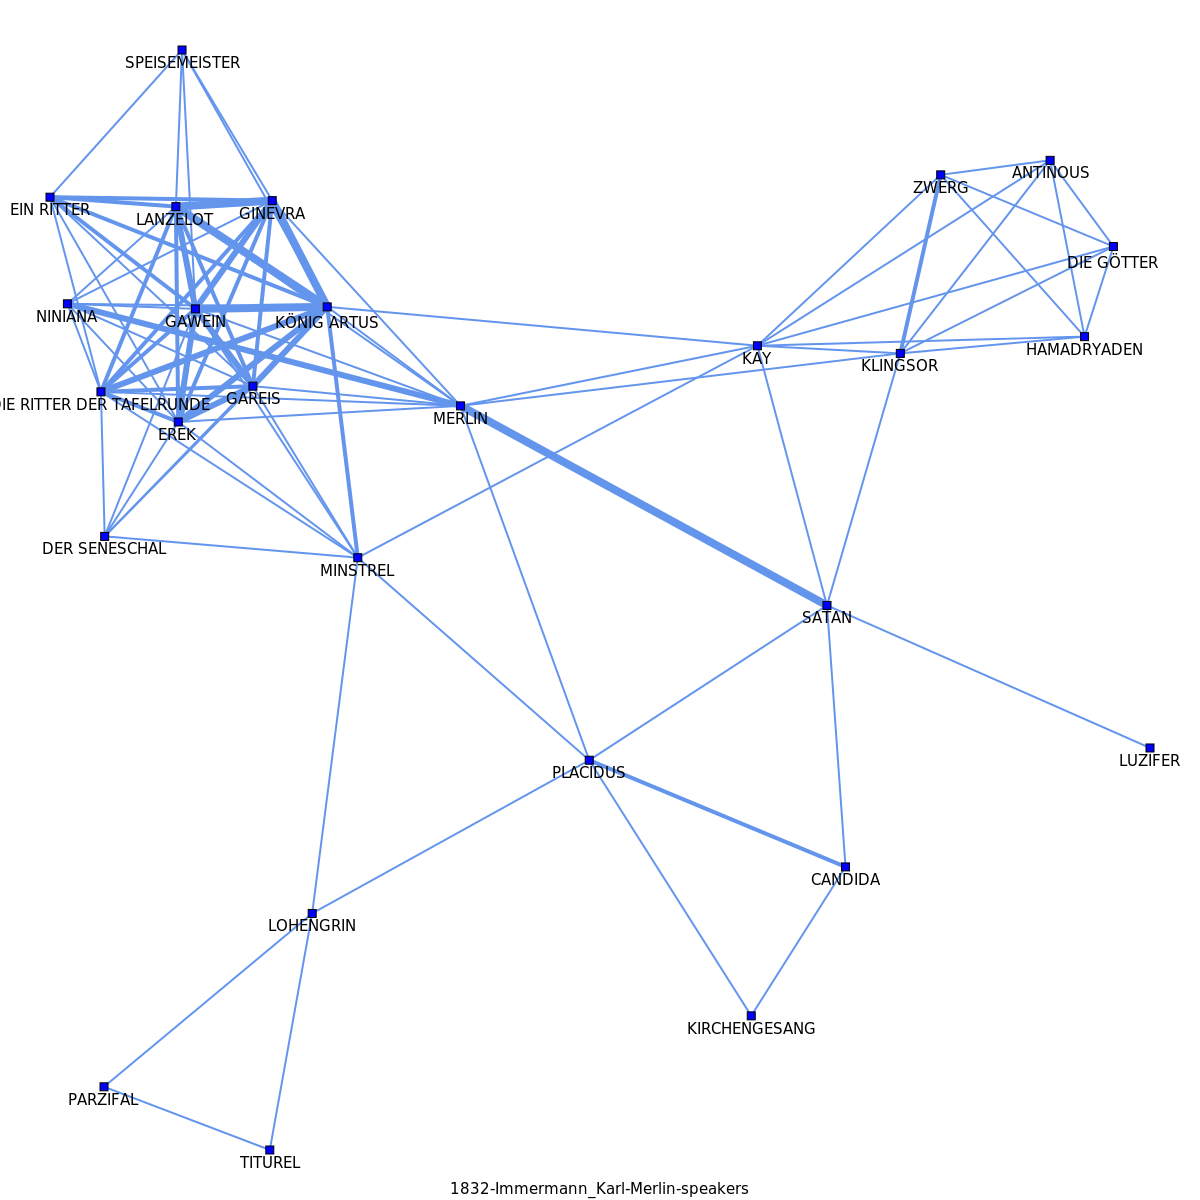 SPEISEMEISTER
ANTINOUS
ZWERG
EIN RITTER
LANZELOT
GINEVRA
DIE GÖTTER
NINIANA
GAWEIN
KÖNIG ARTUS
HAMADRYADEN
KAY
KLINGSOR
DIE RITTER DER TAFELRUNDE
GAREIS
MERLIN
EREK
DER SENESCHAL
MINSTREL
SATAN
LUZIFER
PLACIDUS
CANDIDA
LOHENGRIN
KIRCHENGESANG
PARZIFAL
TITUREL
1832-Immermann_Karl-Merlin-speakers